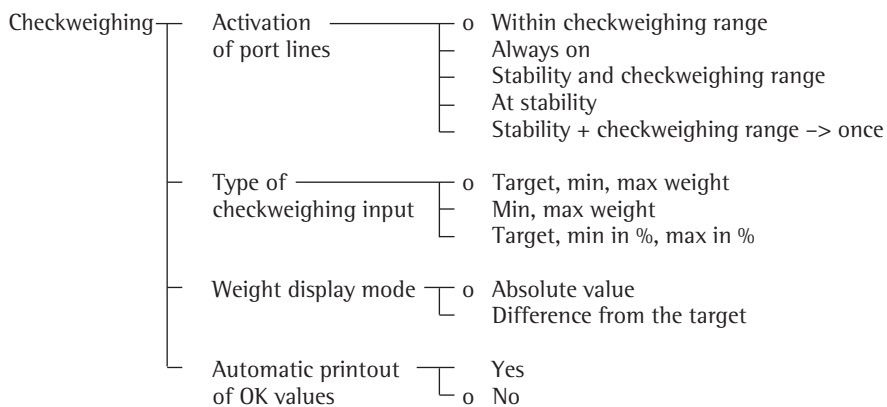 Checkweighing Activation o Within checkweighing range
of port lines Always on
Stability and checkweighing range
At stability
Stability + checkweighing range –> once
Type of o Target, min, max weight
checkweighing input Min, max weight
Target, min in %, max in %
Weight display mode o Absolute value
Difference from the target
Automatic printout Yes
of OK values o No